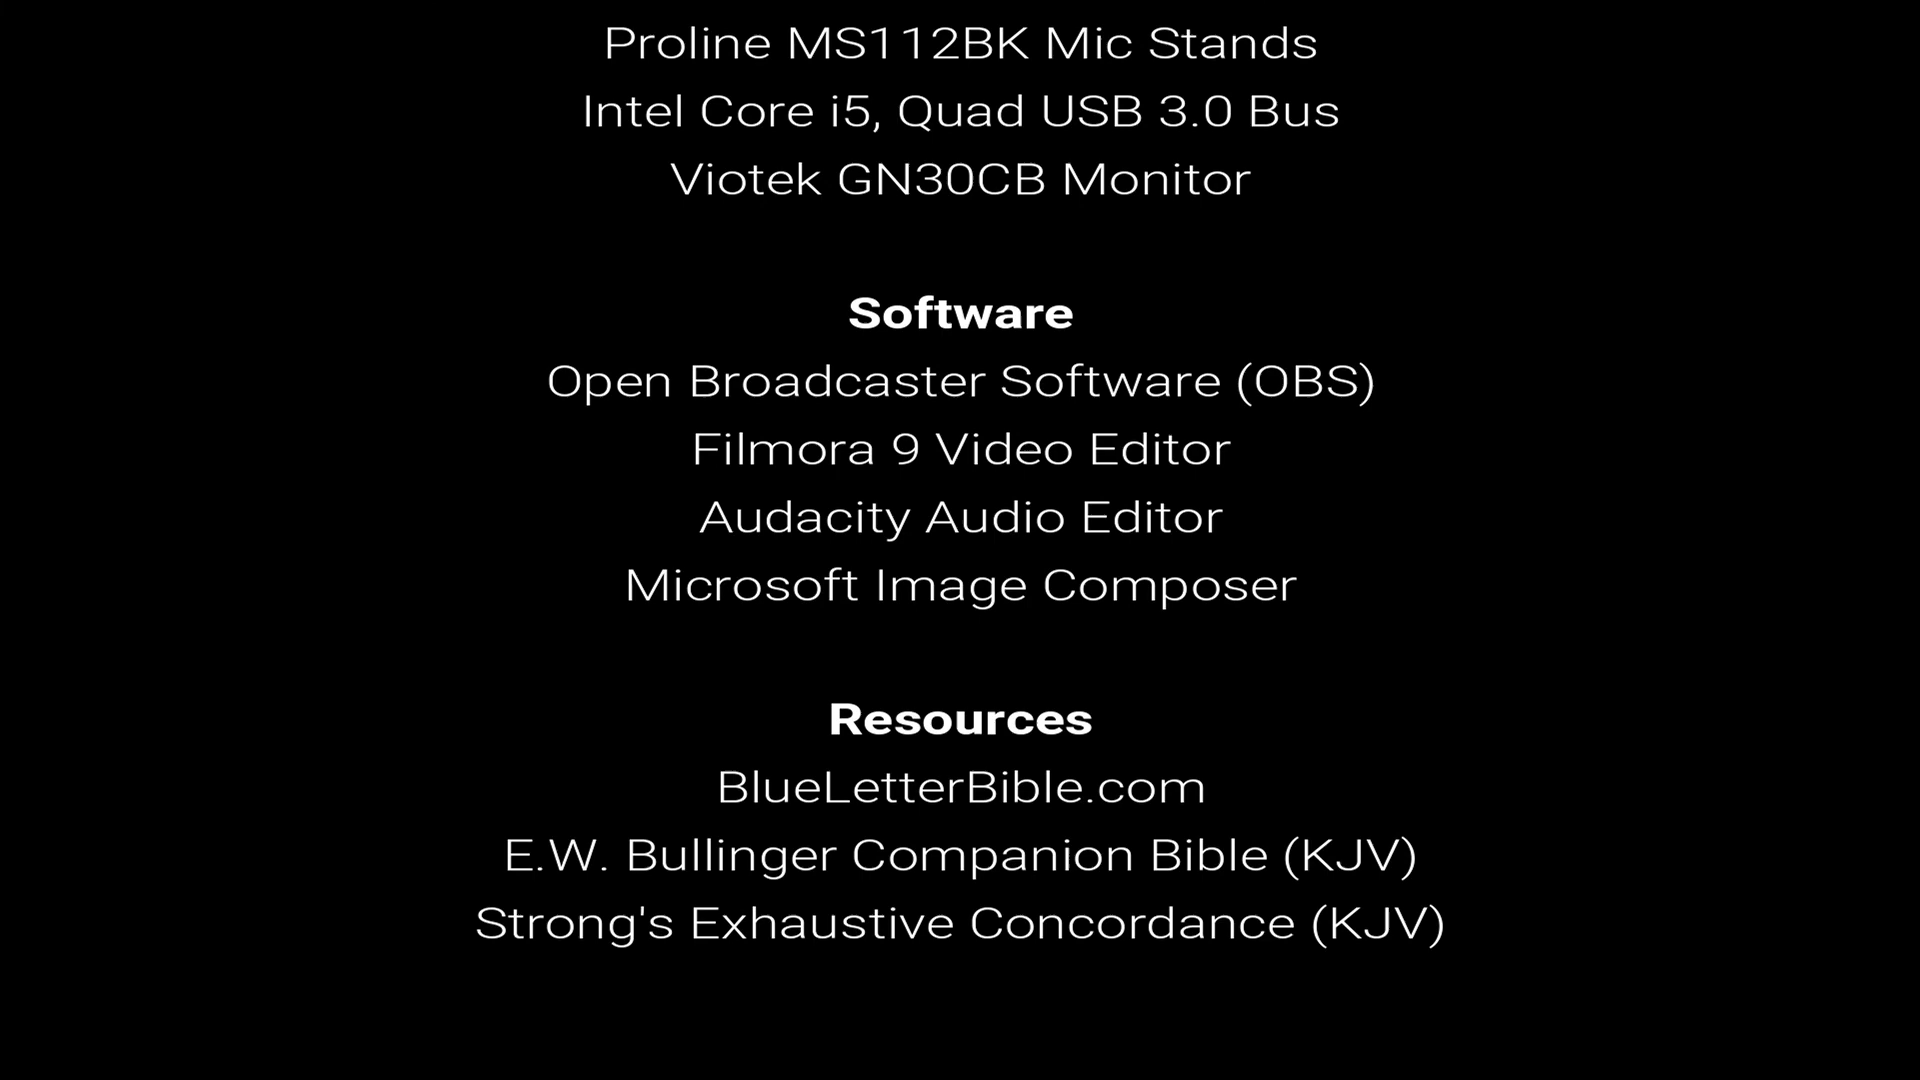 Proline MS112BK Mic Stands
Intel Core i5, Quad USB 3.0 Bus
Viotek GN30CB Monitor
Software
Open Broadcaster Software (OBS)
Filmora 9 Video Editor
Audacity Audio Editor
Microsoft Image Composer
Resources
BlueLetterBible.com
E.W. Bullinger Companion Bible (KJV)
Strong's Exhaustive Concordance (KJV)